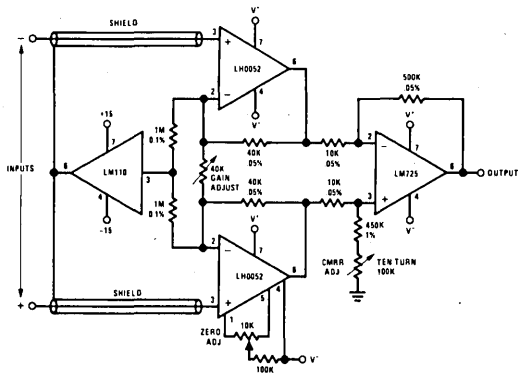 SHIELD
V+
3
7
+
LH0052
6
2
−
4
V-
500K
.05%
+15
7
1M
0.1%
40K
.05%
10K
.05%
V+
2
−
7
INPUTS
6
LM110
3
40K
GAIN
ADJUST
40K
.05%
10K
.05%
LM725
6
OUTPUT
3
+
4
4
−15
1M
0.1%
V+
450K
1%
2
−
7
LH0052
6
CMRR
ADJ
TEN TURN
100K
SHIELD
3
+
4
5
1
ZERO
ADJ
10K
100K